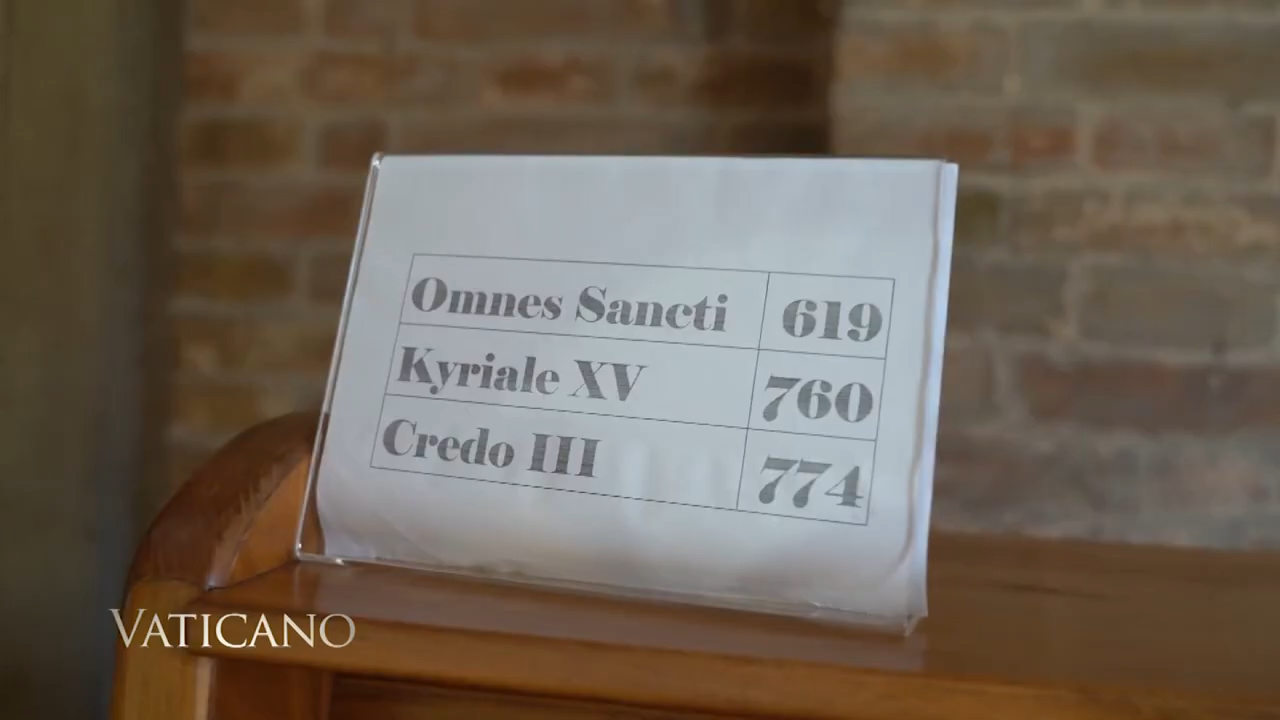 Omnes Sancti 619
Kyriale XV 760
Credo III 774
VATICANO